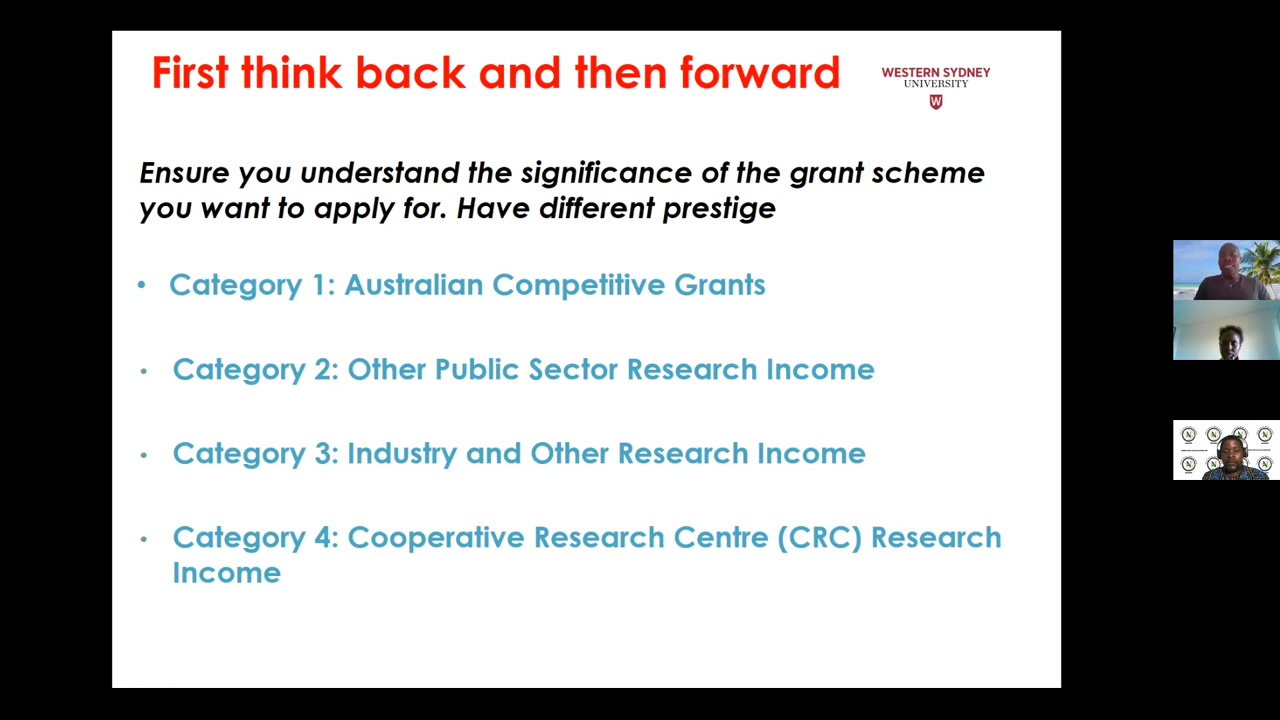 First think back and then forward
WESTERN SYDNEY
UNIVERSITY
W
Ensure you understand the significance of the grant scheme
you want to apply for. Have different prestige
• Category 1: Australian Competitive Grants
• Category 2: Other Public Sector Research Income
• Category 3: Industry and Other Research Income
• Category 4: Cooperative Research Centre (CRC) Research
Income